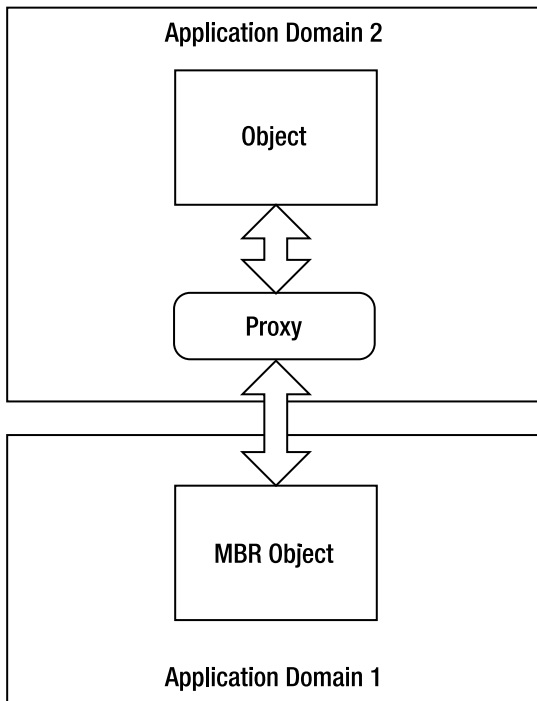 Application Domain 2
Object
Proxy
MBR Object
Application Domain 1